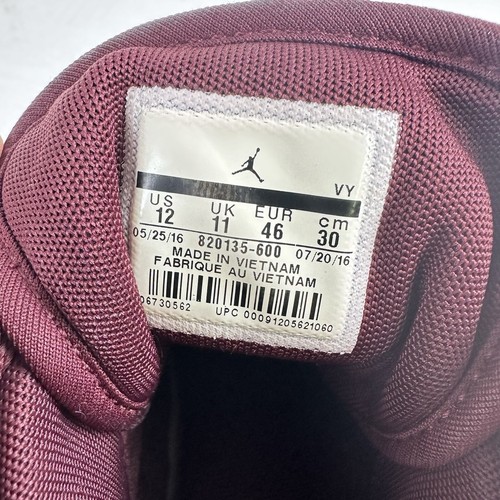 VY
US UK EUR cm
12 11 46 30
05/25/16 820135-600 07/20/16
MADE IN VIETNAM
FABRIQUE AU VIETNAM
06730562 UPC 00091205621060